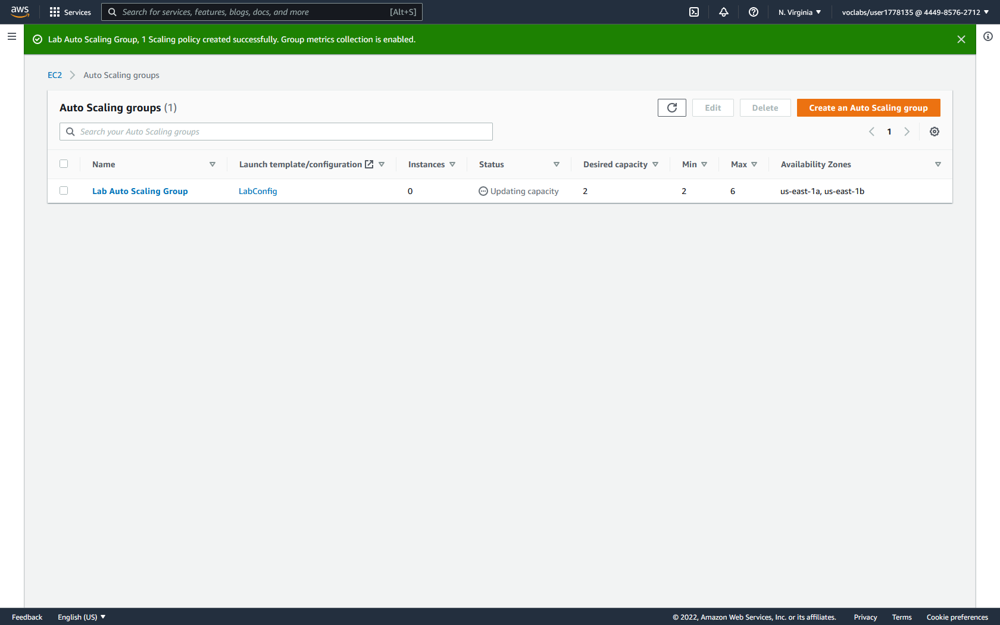 aws Services Search for services, features, blogs, docs, and more [Alt+S] N. Virginia voclabs/user1778135 @ 4449-8576-2712
Lab Auto Scaling Group, 1 Scaling policy created successfully. Group metrics collection is enabled.
EC2 Auto Scaling groups
Auto Scaling groups (1) Edit Delete Create an Auto Scaling group
Search your Auto Scaling groups 1
Name Launch template/configuration Instances Status Desired capacity Min Max Availability Zones
Lab Auto Scaling Group LabConfig 0 Updating capacity 2 2 6 us-east-1a, us-east-1b
Feedback English (US) © 2022, Amazon Web Services, Inc. or its affiliates. Privacy Terms Cookie preferences